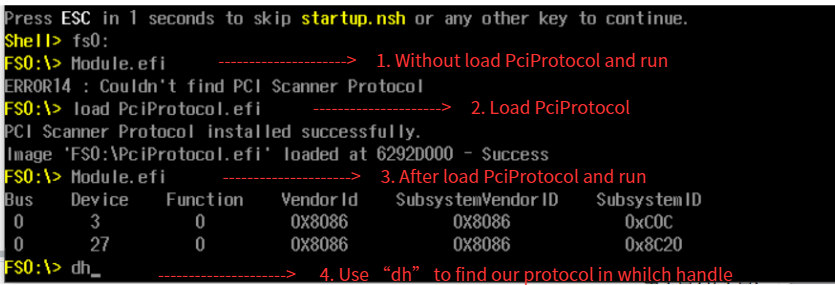 Press ESC in 1 seconds to skip startup.nsh or any other key to continue.
Shell> fs0:
FS0:\> Module.efi ---------------------> 1. Without load PciProtocol and run
ERROR14 : Couldn't find PCI Scanner Protocol
FS0:\> load PciProtocol.efi ---------------------> 2. Load PciProtocol
PCI Scanner Protocol installed successfully.
Image 'FS0:\PciProtocol.efi' loaded at 6292D000 - Success
FS0:\> Module.efi ---------------------> 3. After load PciProtocol and run
Bus Device Function VendorId SubsystemVendorID SubsystemID
0 3 0 0X8086 0X8086 0xC0C
0 27 0 0X8086 0X8086 0x8C20
FS0:\> dh_ ---------------------> 4. Use “dh” to find our protocol in whilch handle